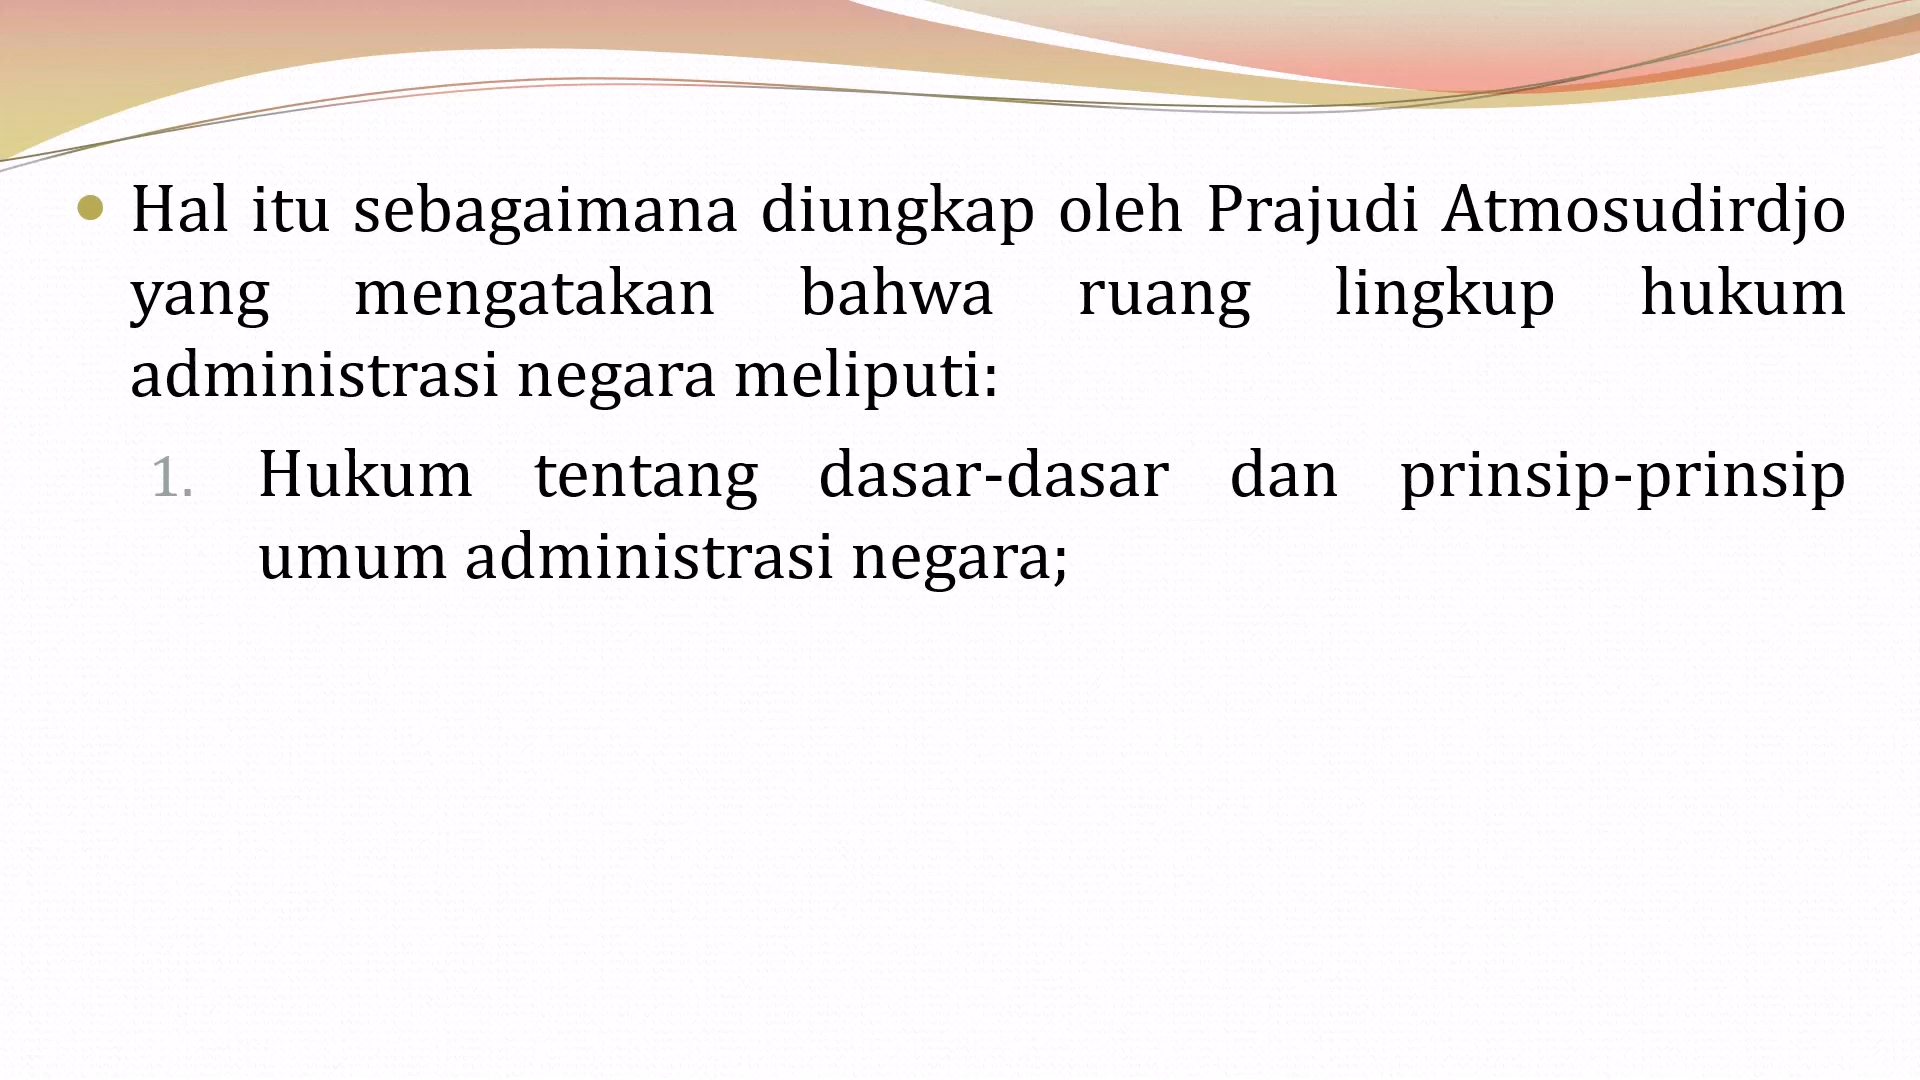 Hal itu sebagaimana diungkap oleh Prajudi Atmosudirdjo
yang mengatakan bahwa ruang lingkup hukum
administrasi negara meliputi:
1. Hukum tentang dasar-dasar dan prinsip-prinsip
umum administrasi negara;